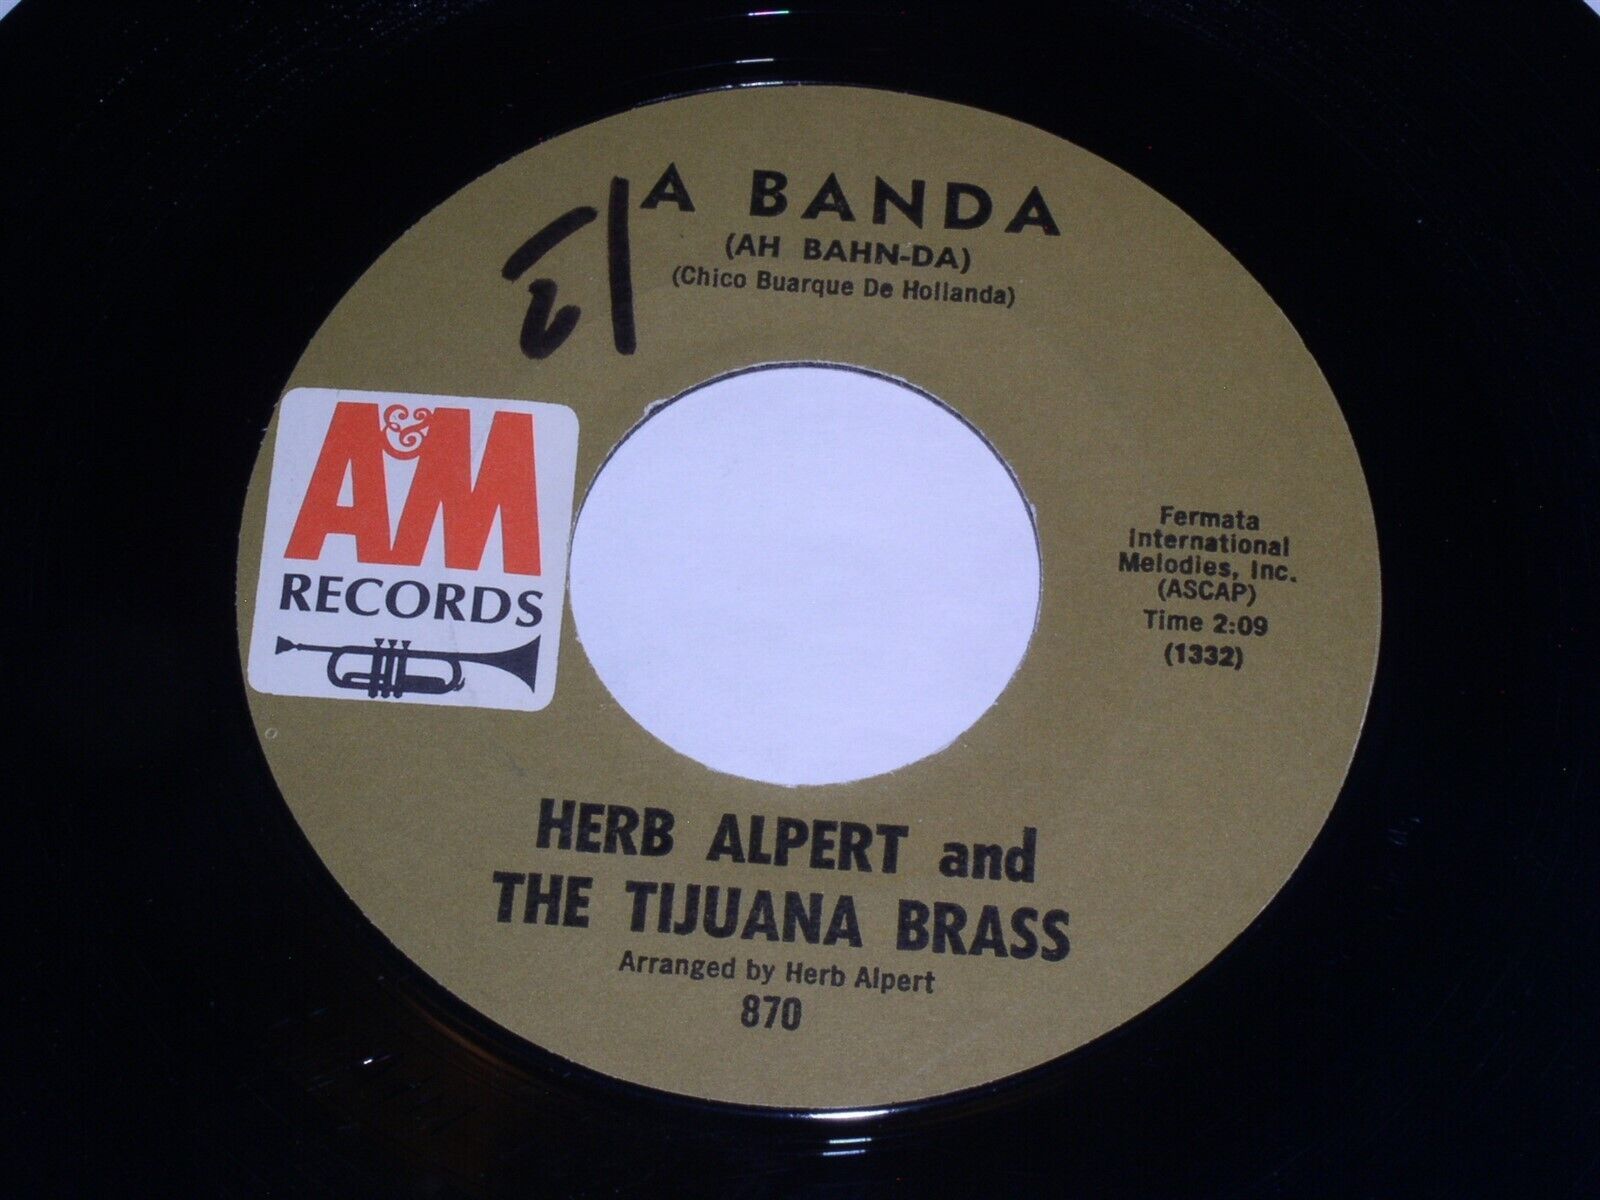 A BANDA
(AH BAHN-DA)
(Chico Buarque De Hollanda)
A&M
RECORDS
Fermata
International
Melodies, Inc.
(ASCAP)
Time 2:09
(1332)
HERB ALPERT and
THE TIJUANA BRASS
Arranged by Herb Alpert
870